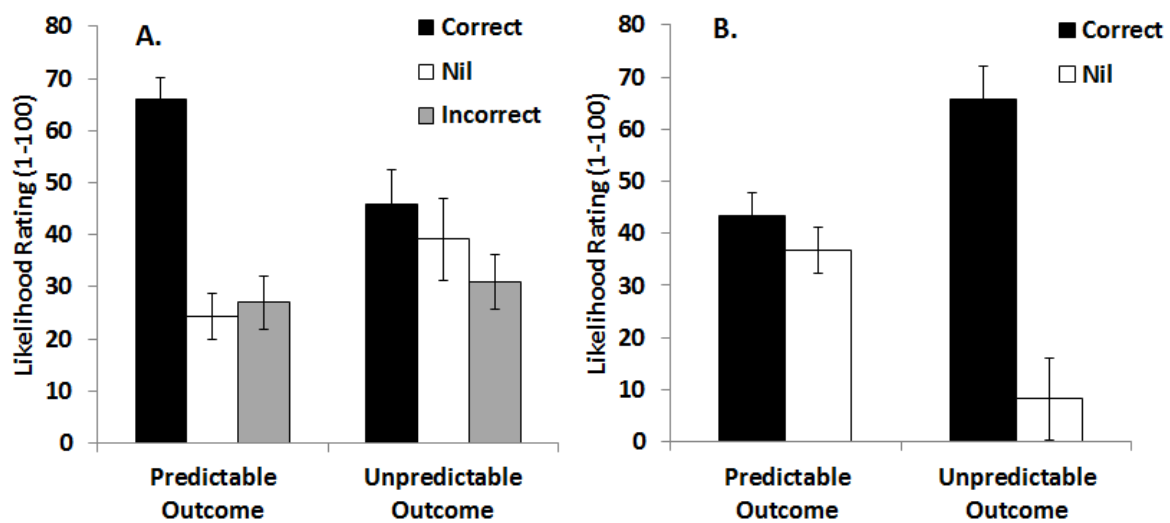 A.
Correct
Nil
Incorrect
Likelihood Rating (1-100)
80
70
60
50
40
30
20
10
0
Predictable
Outcome
Unpredictable
Outcome
B.
Correct
Nil
Likelihood Rating (1-100)
80
70
60
50
40
30
20
10
0
Predictable
Outcome
Unpredictable
Outcome